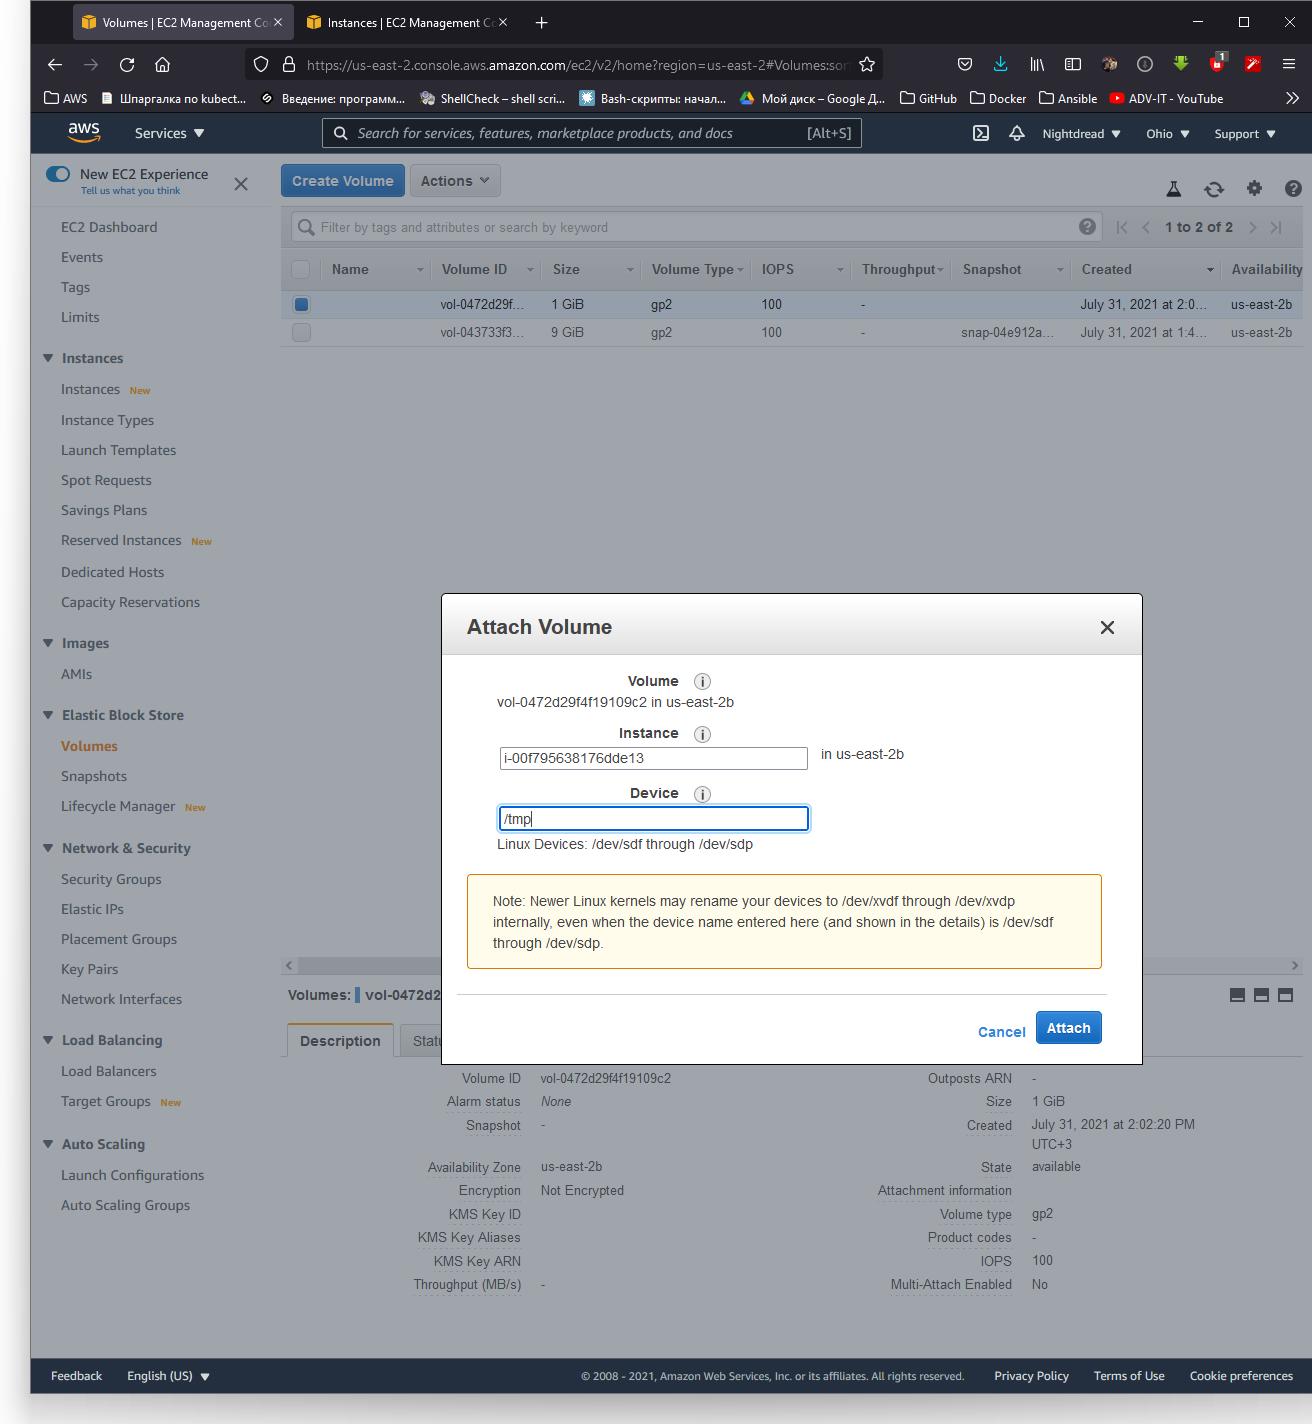 Volumes | EC2 Management Co
Instances | EC2 Management Co
https://us-east-2.console.aws.amazon.com/ec2/v2/home?region=us-east-2#Volumes:sor
1
AWS
Шпаргалка по kubect...
Введение: программ...
ShellCheck – shell scri...
Bash-скрипты: начал...
Мой диск – Google Д...
GitHub
Docker
Ansible
ADV-IT - YouTube
aws
Services
Search for services, features, marketplace products, and docs
[Alt+S]
Nightdread
Ohio
Support
New EC2 Experience
Tell us what you think
Create Volume
Actions
Filter by tags and attributes or search by keyword
1 to 2 of 2
Name
Volume ID
Size
Volume Type
IOPS
Throughput
Snapshot
Created
Availability
vol-0472d29f... 1 GiB gp2 100 - July 31, 2021 at 2:0... us-east-2b
vol-043733f3... 9 GiB gp2 100 - snap-04e912a... July 31, 2021 at 1:4... us-east-2b
EC2 Dashboard
Events
Tags
Limits
Instances
Instances New
Instance Types
Launch Templates
Spot Requests
Savings Plans
Reserved Instances New
Dedicated Hosts
Capacity Reservations
Images
AMIs
Elastic Block Store
Volumes
Snapshots
Lifecycle Manager New
Network & Security
Security Groups
Elastic IPs
Placement Groups
Key Pairs
Network Interfaces
Load Balancing
Load Balancers
Target Groups New
Auto Scaling
Launch Configurations
Auto Scaling Groups
Attach Volume
Volume
vol-0472d29f4f19109c2 in us-east-2b
Instance
i-00f795638176dde13
in us-east-2b
Device
/tmp
Linux Devices: /dev/sdf through /dev/sdp
Note: Newer Linux kernels may rename your devices to /dev/xvdf through /dev/xvdp
internally, even when the device name entered here (and shown in the details) is /dev/sdf
through /dev/sdp.
Cancel
Attach
Volumes: vol-0472d2
Description
Statu
Volume ID vol-0472d29f4f19109c2
Alarm status None
Snapshot -
Availability Zone us-east-2b
Encryption Not Encrypted
KMS Key ID
KMS Key Aliases
KMS Key ARN
Throughput (MB/s) -
Outposts ARN -
Size 1 GiB
Created July 31, 2021 at 2:02:20 PM
UTC+3
State available
Attachment information
Volume type gp2
Product codes -
IOPS 100
Multi-Attach Enabled No
Feedback
English (US)
© 2008 - 2021, Amazon Web Services, Inc. or its affiliates. All rights reserved.
Privacy Policy
Terms of Use
Cookie preferences